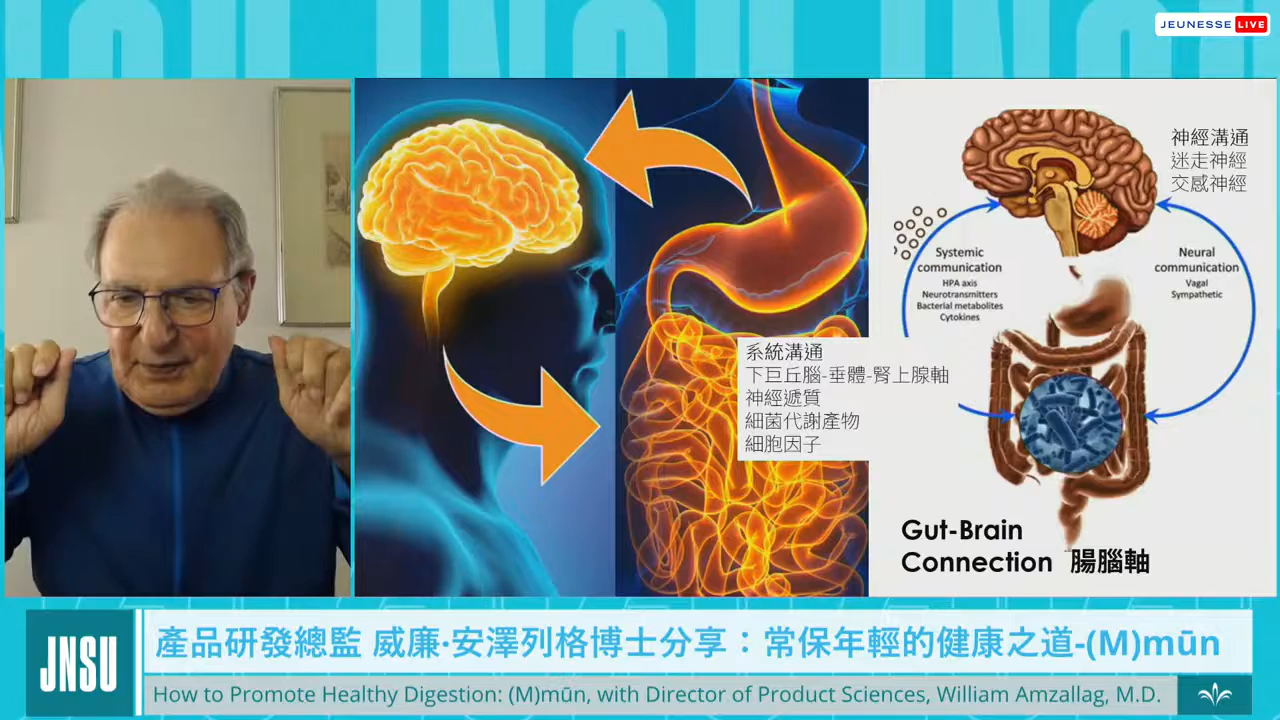 JEUNESSE LIVE
神經溝通
迷走神經
交感神經
Systemic
communication
HPA axis
Neurotransmitters
Bacterial metabolites
Cytokines
Neural
communication
Vagal
Sympathetic
系統溝通
下巨丘腦-垂體-腎上腺軸
神經遞質
細菌代謝產物
細胞因子
Gut-Brain
Connection 腸腦軸
JNSU
產品研發總監 威廉·安澤列格博士分享：常保年輕的健康之道-(M)mūn
How to Promote Healthy Digestion: (M)mūn, with Director of Product Sciences, William Amzallag, M.D.